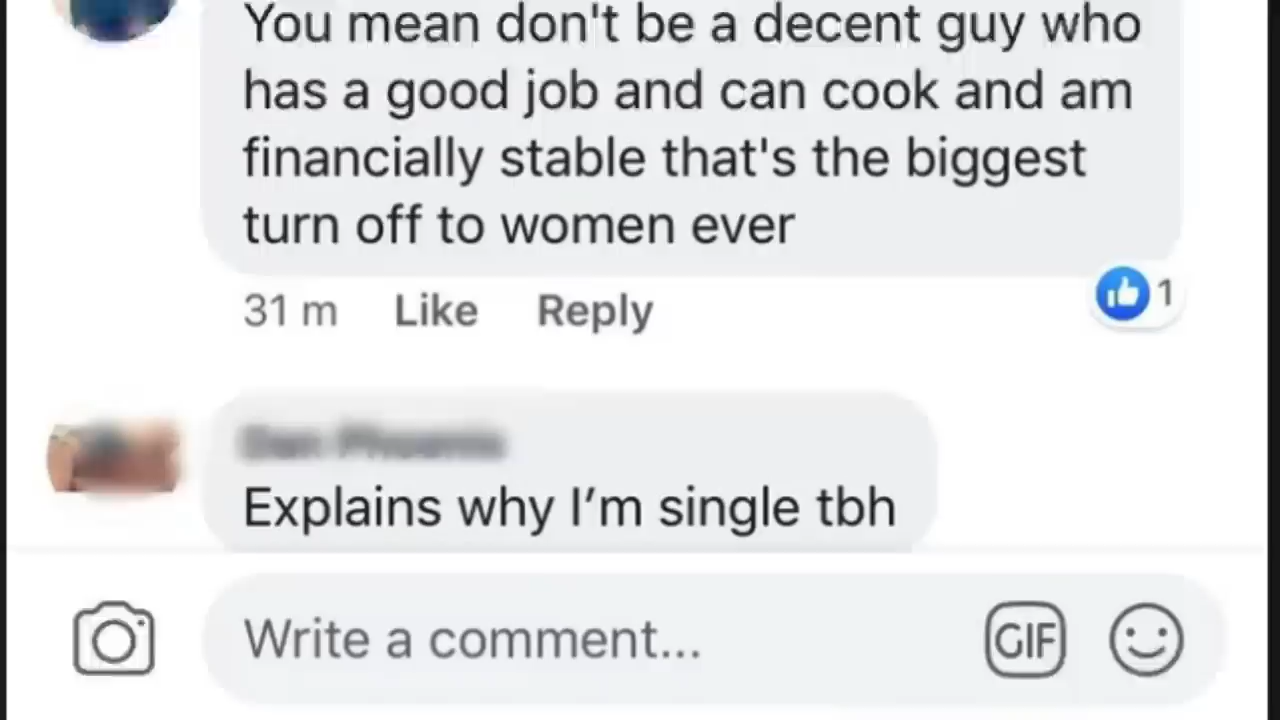 You mean don't be a decent guy who
has a good job and can cook and am
financially stable that's the biggest
turn off to women ever
31 m Like Reply 1
Explains why I’m single tbh
Write a comment... GIF